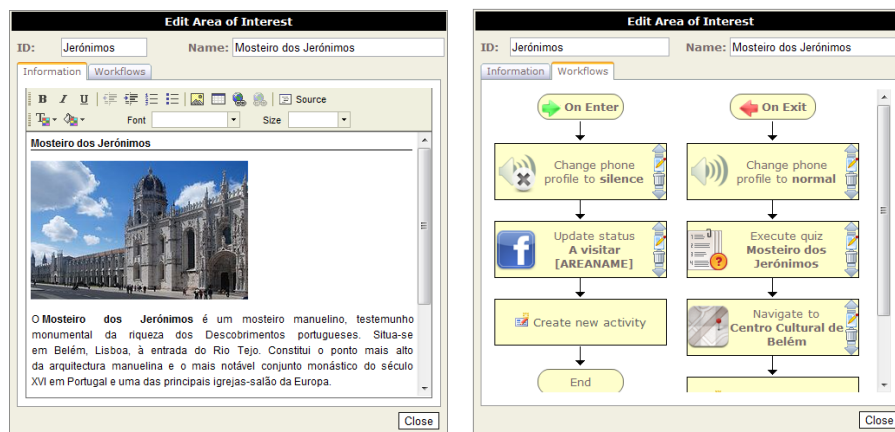 Edit Area of Interest
ID: Jerónimos Name: Mosteiro dos Jerónimos
Information Workflows
B I U Source
T Font Size
Mosteiro dos Jerónimos
O Mosteiro dos Jerónimos é um mosteiro manuelino, testemunho
monumental da riqueza dos Descobrimentos portugueses. Situa-se
em Belém, Lisboa, à entrada do Rio Tejo. Constitui o ponto mais alto
da arquitetura manuelina e o mais notável conjunto monástico do século
XVI em Portugal e uma das principais igrejas-salão da Europa.
Close
Edit Area of Interest
ID: Jerónimos Name: Mosteiro dos Jerónimos
Information Workflows
On Enter
Change phone
profile to silence
Update status
A visitar
[AREANAME]
Create new activity
End
On Exit
Change phone
profile to normal
Execute quiz
Mosteiro dos
Jerónimos
Navigate to
Centro Cultural de
Belém
Close